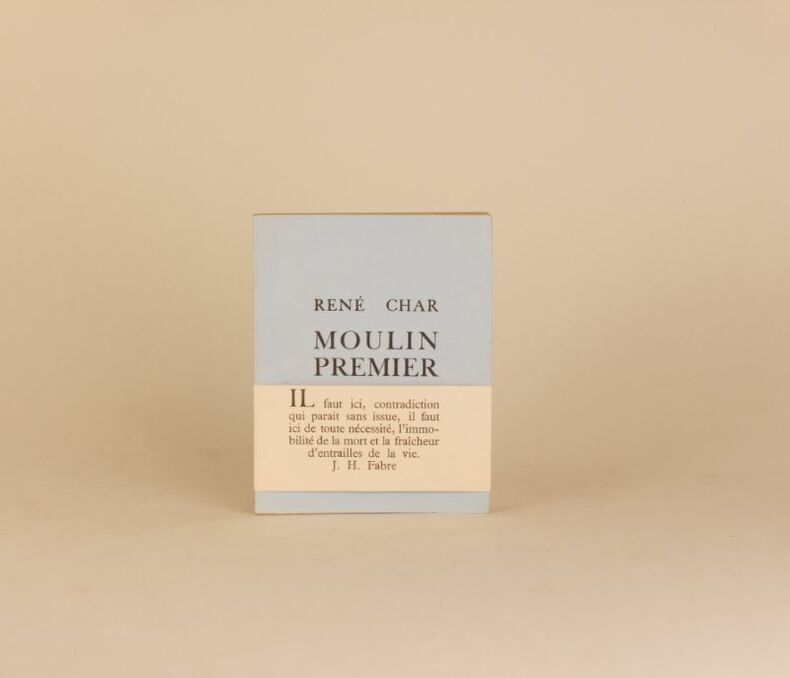 RENÉ CHAR
MOULIN
PREMIER
IL faut ici, contradiction
qui parait sans issue, il faut
ici de toute nécessité, l'immo-
bilité de la mort et la fraîcheur
d'entrailles de la vie.
J. H. Fabre